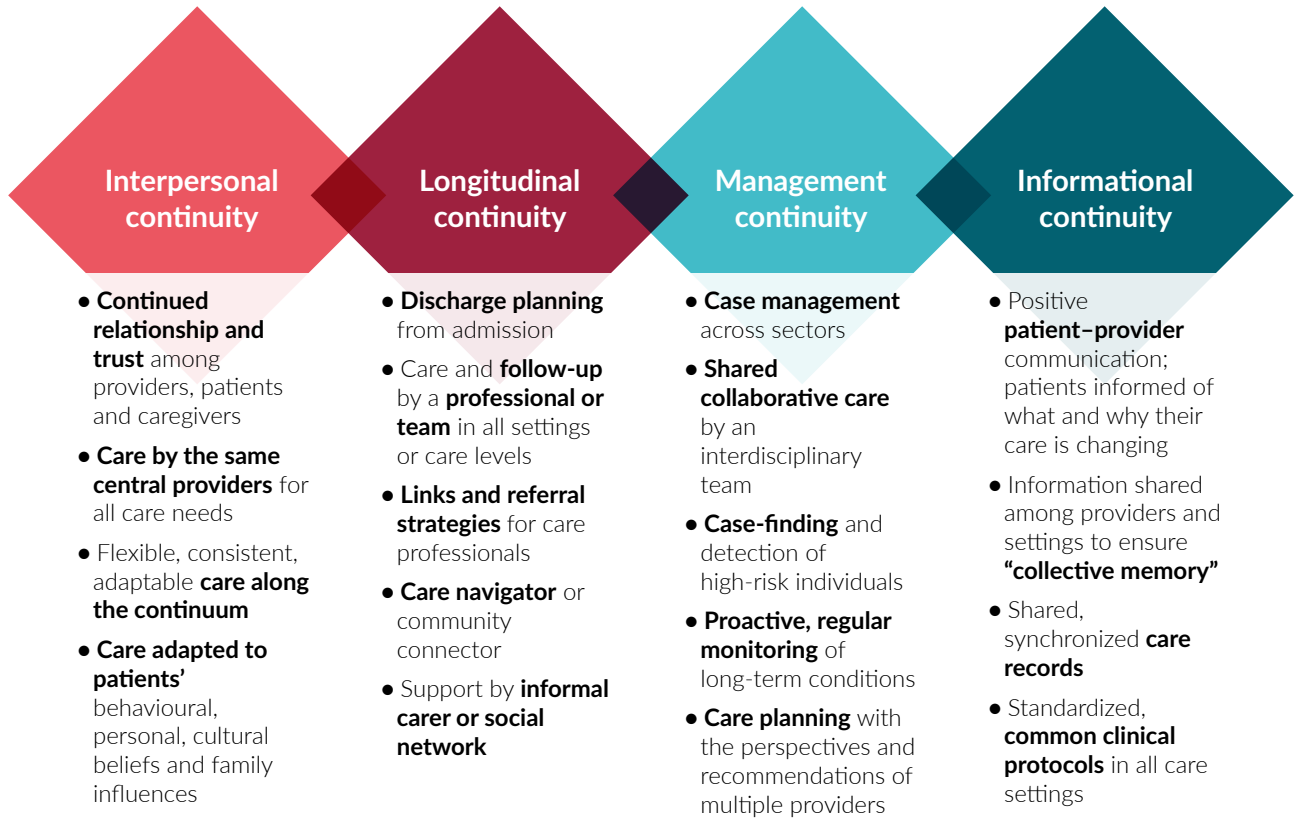 Interpersonal
continuity
● Continued
relationship and
trust among
providers, patients
and caregivers
● Care by the same
central providers for
all care needs
● Flexible, consistent,
adaptable care along
the continuum
● Care adapted to
patients’
behavioural,
personal, cultural
beliefs and family
influences
Longitudinal
continuity
● Discharge planning
from admission
● Care and follow-up
by a professional or
team in all settings
or care levels
● Links and referral
strategies for care
professionals
● Care navigator or
community
connector
● Support by informal
carer or social
network
Management
continuity
● Case management
across sectors
● Shared
collaborative care
by an
interdisciplinary
team
● Case-finding and
detection of
high-risk individuals
● Proactive, regular
monitoring of
long-term conditions
● Care planning with
the perspectives and
recommendations of
multiple providers
Informational
continuity
● Positive
patient–provider
communication;
patients informed of
what and why their
care is changing
● Information shared
among providers and
settings to ensure
“collective memory”
● Shared,
synchronized care
records
● Standardized,
common clinical
protocols in all care
settings